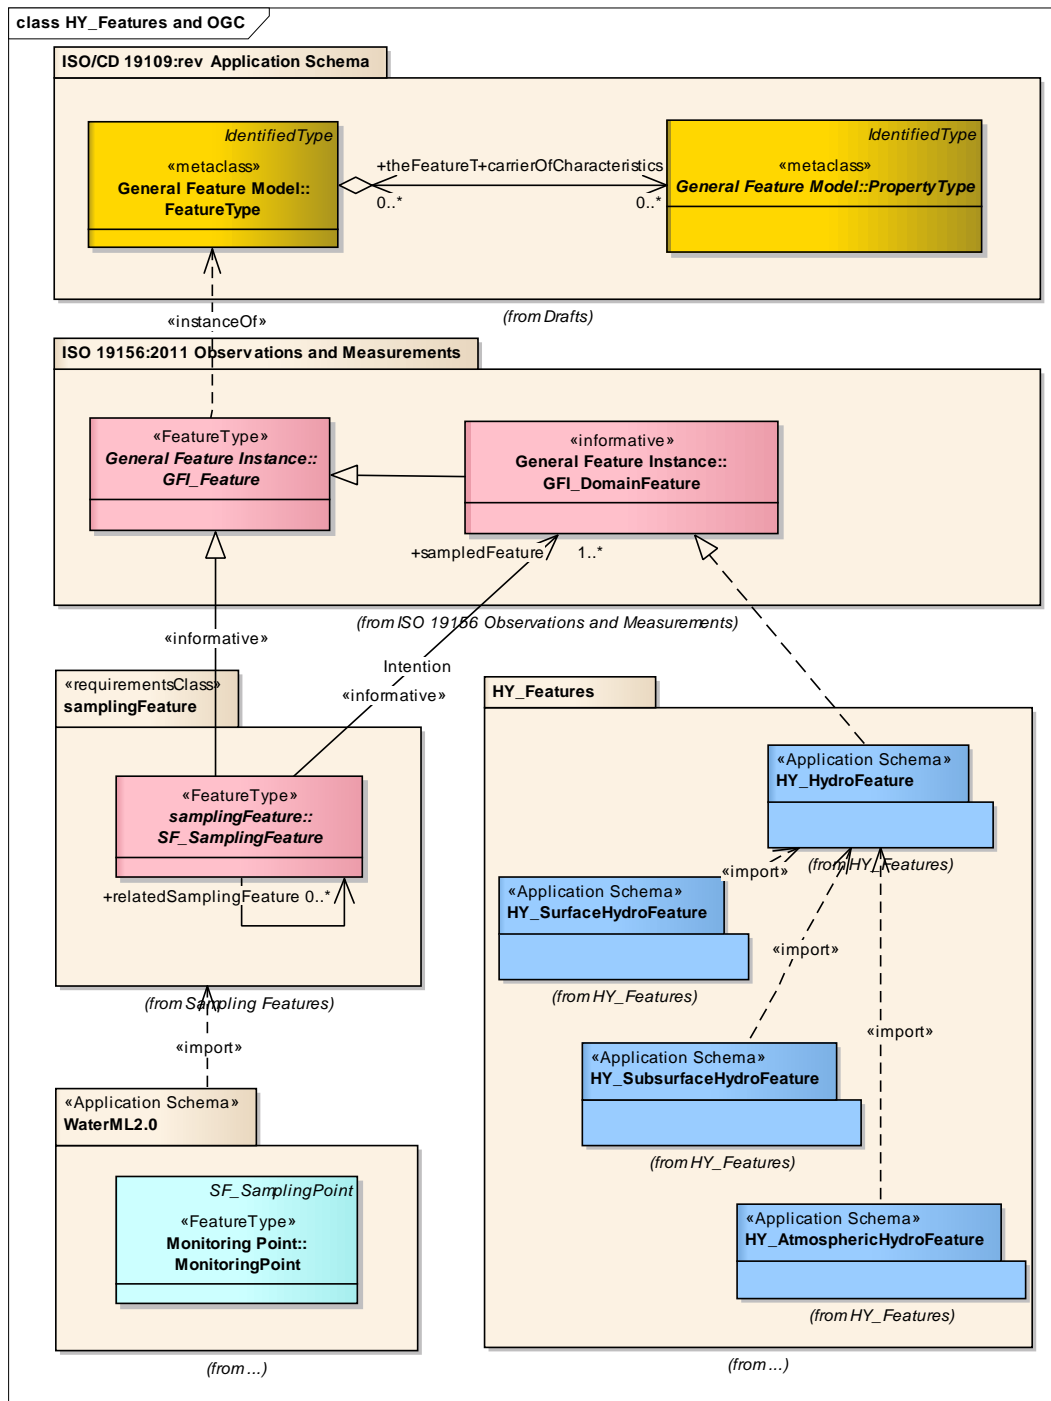 class HY_Features and OGC
ISO/CD 19109:rev Application Schema
IdentifiedType
«metaclass»
General Feature Model::
FeatureType
+theFeatureT+carrierOfCharacteristics
0..*
0..*
IdentifiedType
«metaclass»
General Feature Model::PropertyType
(from Drafts)
«instanceOf»
ISO 19156:2011 Observations and Measurements
«FeatureType»
General Feature Instance::
GFI_Feature
«informative»
General Feature Instance::
GFI_DomainFeature
+sampledFeature
1..*
(from ISO 19156 Observations and Measurements)
«informative»
Intention
«informative»
«requirementsClass»
samplingFeature
«FeatureType»
samplingFeature::
SF_SamplingFeature
+relatedSamplingFeature 0..*
(from Sampling Features)
«import»
«Application Schema»
WaterML2.0
SF_SamplingPoint
«FeatureType»
Monitoring Point::
MonitoringPoint
(from ...)
HY_Features
«Application Schema»
HY_HydroFeature
(from HY_Features)
«import»
«Application Schema»
HY_SurfaceHydroFeature
(from HY_Features)
«import»
«import»
«Application Schema»
HY_SubsurfaceHydroFeature
(from HY_Features)
«Application Schema»
HY_AtmosphericHydroFeature
(from HY_Features)
(from ...)